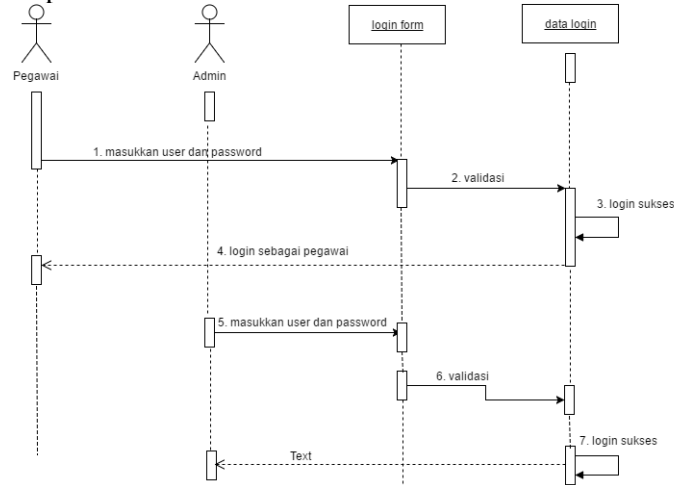 login form
data login
Pegawai
Admin
1. masukkan user dan password
2. validasi
3. login sukses
4. login sebagai pegawai
5. masukkan user dan password
6. validasi
7. login sukses
Text